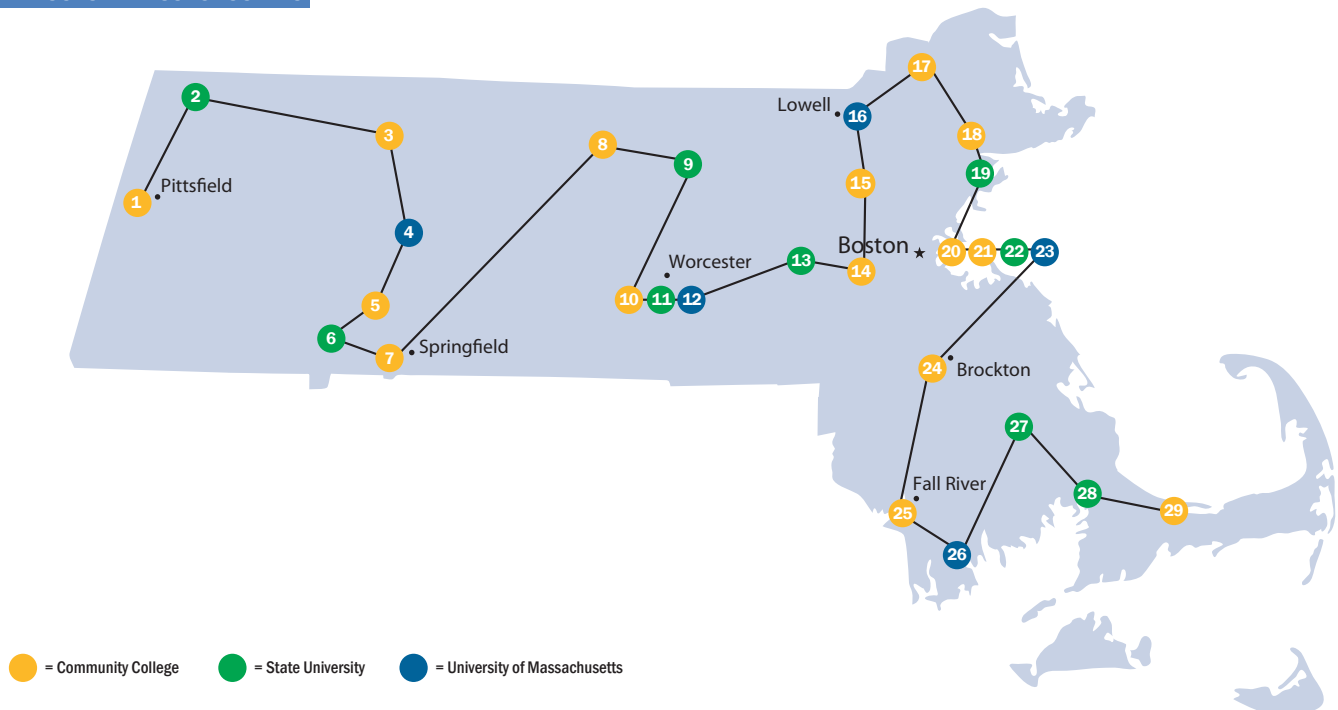 17
Lowell
16
2
3
18
8
9
19
15
Pittsfield
1
4
Boston
20
21
22
23
13
Worcester
14
10
11
12
5
6
7
Springfield
24
Brockton
27
Fall River
28
25
29
26
= Community College
= State University
= University of Massachusetts